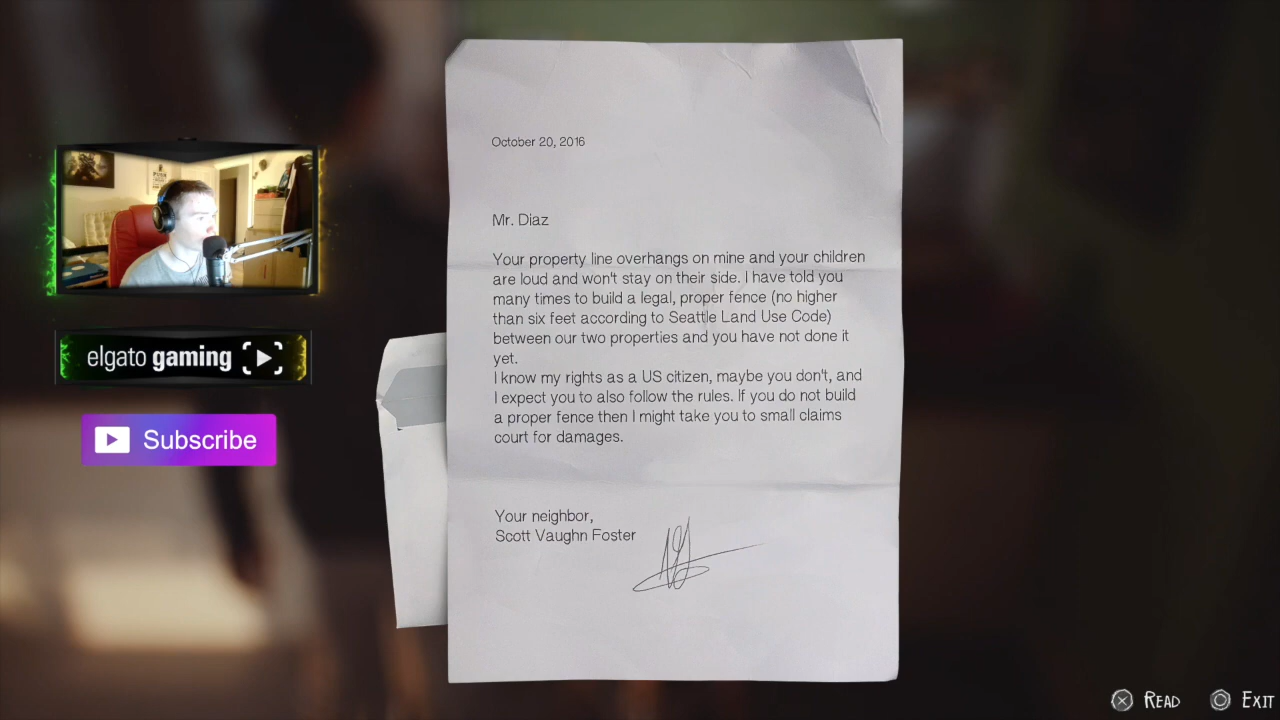 October 20, 2016
Mr. Diaz
Your property line overhangs on mine and your children
are loud and won't stay on their side. I have told you
many times to build a legal, proper fence (no higher
than six feet according to Seattle Land Use Code)
between our two properties and you have not done it
yet.
I know my rights as a US citizen, maybe you don't, and
I expect you to also follow the rules. If you do not build
a proper fence then I might take you to small claims
court for damages.
Your neighbor,
Scott Vaughn Foster
elgato gaming
Subscribe
READ
EXIT